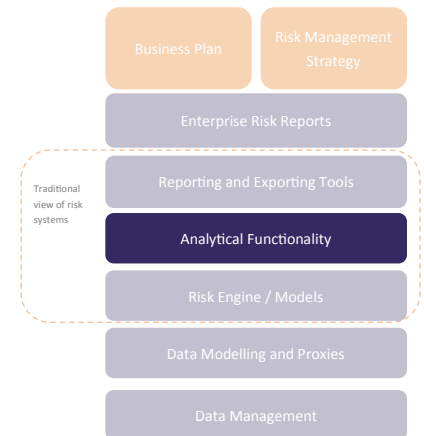 Business Plan
Risk Management
Strategy
Enterprise Risk Reports
Traditional
view of risk
systems
Reporting and Exporting Tools
Analytical Functionality
Risk Engine / Models
Data Modelling and Proxies
Data Management